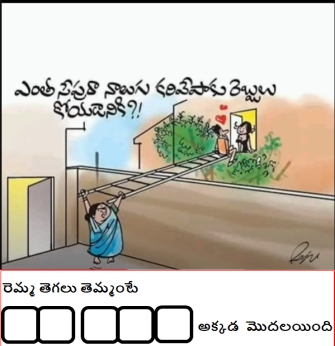 ఎంత సేపురా నాలుగు కరివేపాకు రెబ్బలు
కోయడానికి?!
రెమ్మ తెగలు తెమ్మంటే
అక్కడ మొదలయింది